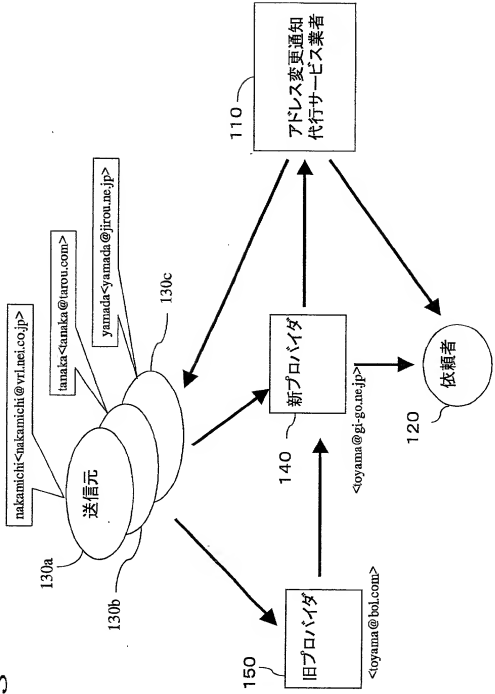 nakamichi<nakamichi@vrl.nei.co.jp>
tanaka<tanaka@tarou.com>
yamada<yamada@jirou.ne.jp>
送信元
130a
130b
130c
110
アドレス変更通知
代行サービス業者
新プロバイダ
140
<toyama@gi-go.ne.jp>
旧プロバイダ
150
<toyama@bol.com>
依頼者
120